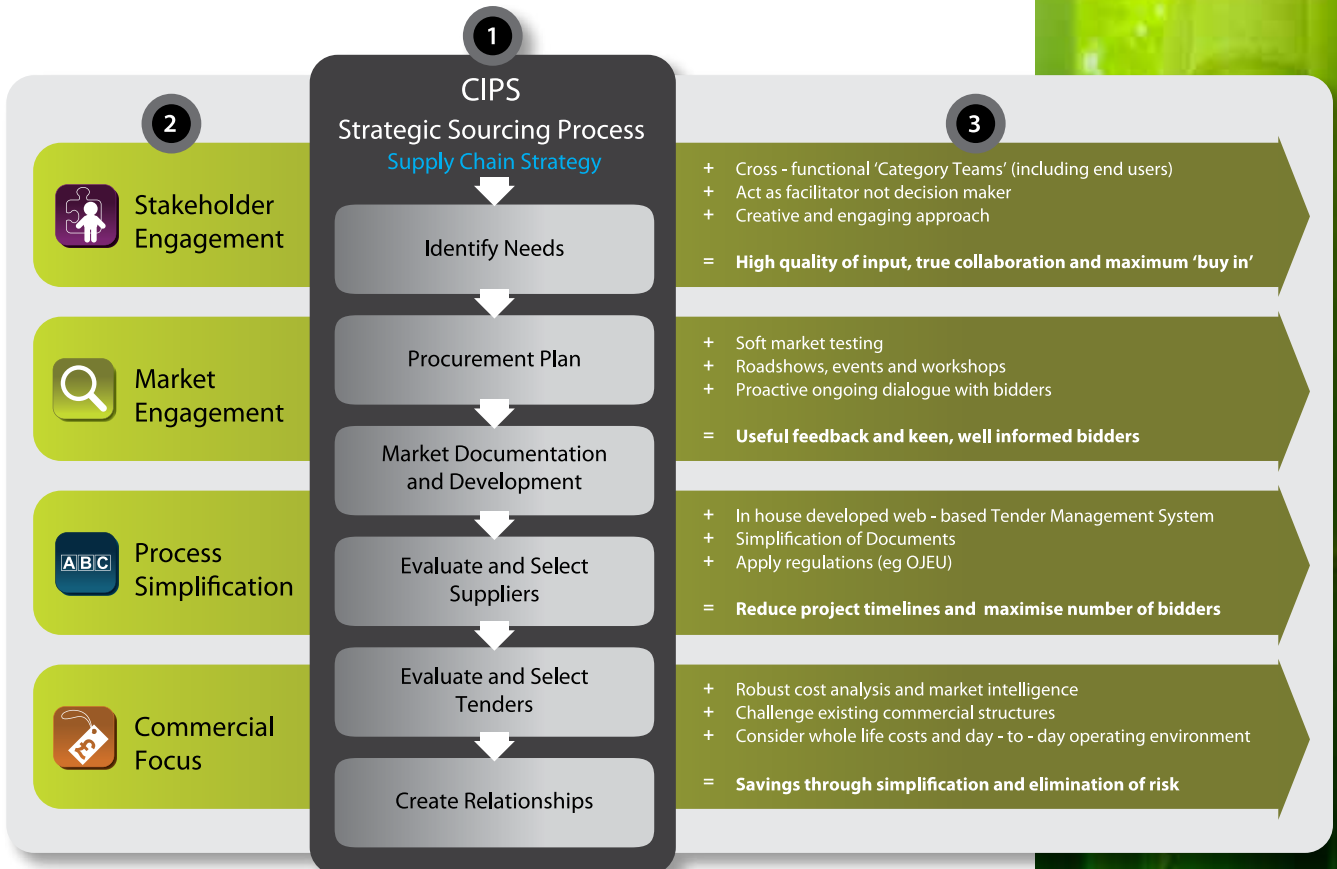 1
CIPS
Strategic Sourcing Process
Supply Chain Strategy
Identify Needs
Procurement Plan
Market Documentation
and Development
Evaluate and Select
Suppliers
Evaluate and Select
Tenders
Create Relationships
2
Stakeholder
Engagement
Market
Engagement
ABC
Process
Simplification
£
Commercial
Focus
3
+ Cross - functional ‘Category Teams’ (including end users)
+ Act as facilitator not decision maker
+ Creative and engaging approach
= High quality of input, true collaboration and maximum ‘buy in’
+ Soft market testing
+ Roadshows, events and workshops
+ Proactive ongoing dialogue with bidders
= Useful feedback and keen, well informed bidders
+ In house developed web - based Tender Management System
+ Simplification of Documents
+ Apply regulations (eg OJEU)
= Reduce project timelines and maximise number of bidders
+ Robust cost analysis and market intelligence
+ Challenge existing commercial structures
+ Consider whole life costs and day - to - day operating environment
= Savings through simplification and elimination of risk